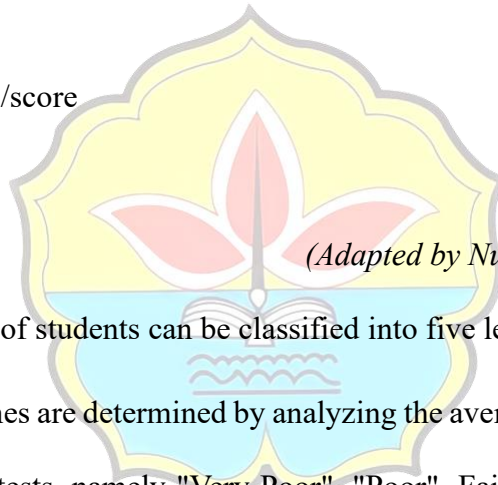 /score
(Adapted by Nu
of students can be classified into five le
nes are determined by analyzing the aver
tests, namely "Very Poor", "Poor", Fai